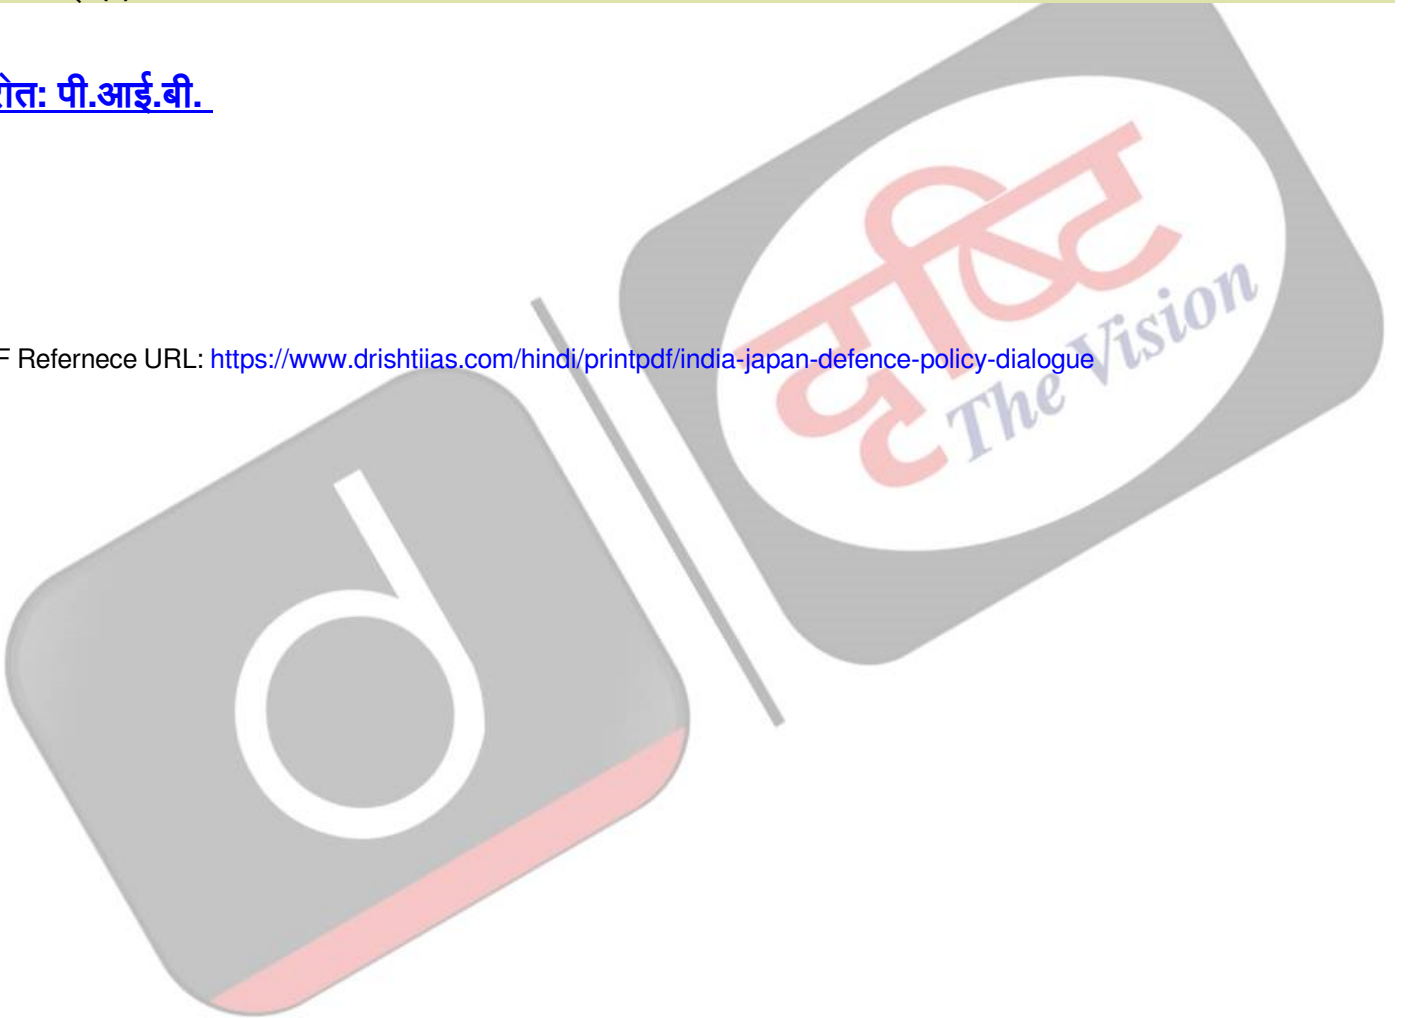 रोत: पी.आई.बी.
F Refernece URL: https://www.drishtiias.com/hindi/printpdf/india-japan-defence-policy-dialogue
दृष्टि
The Vision
d